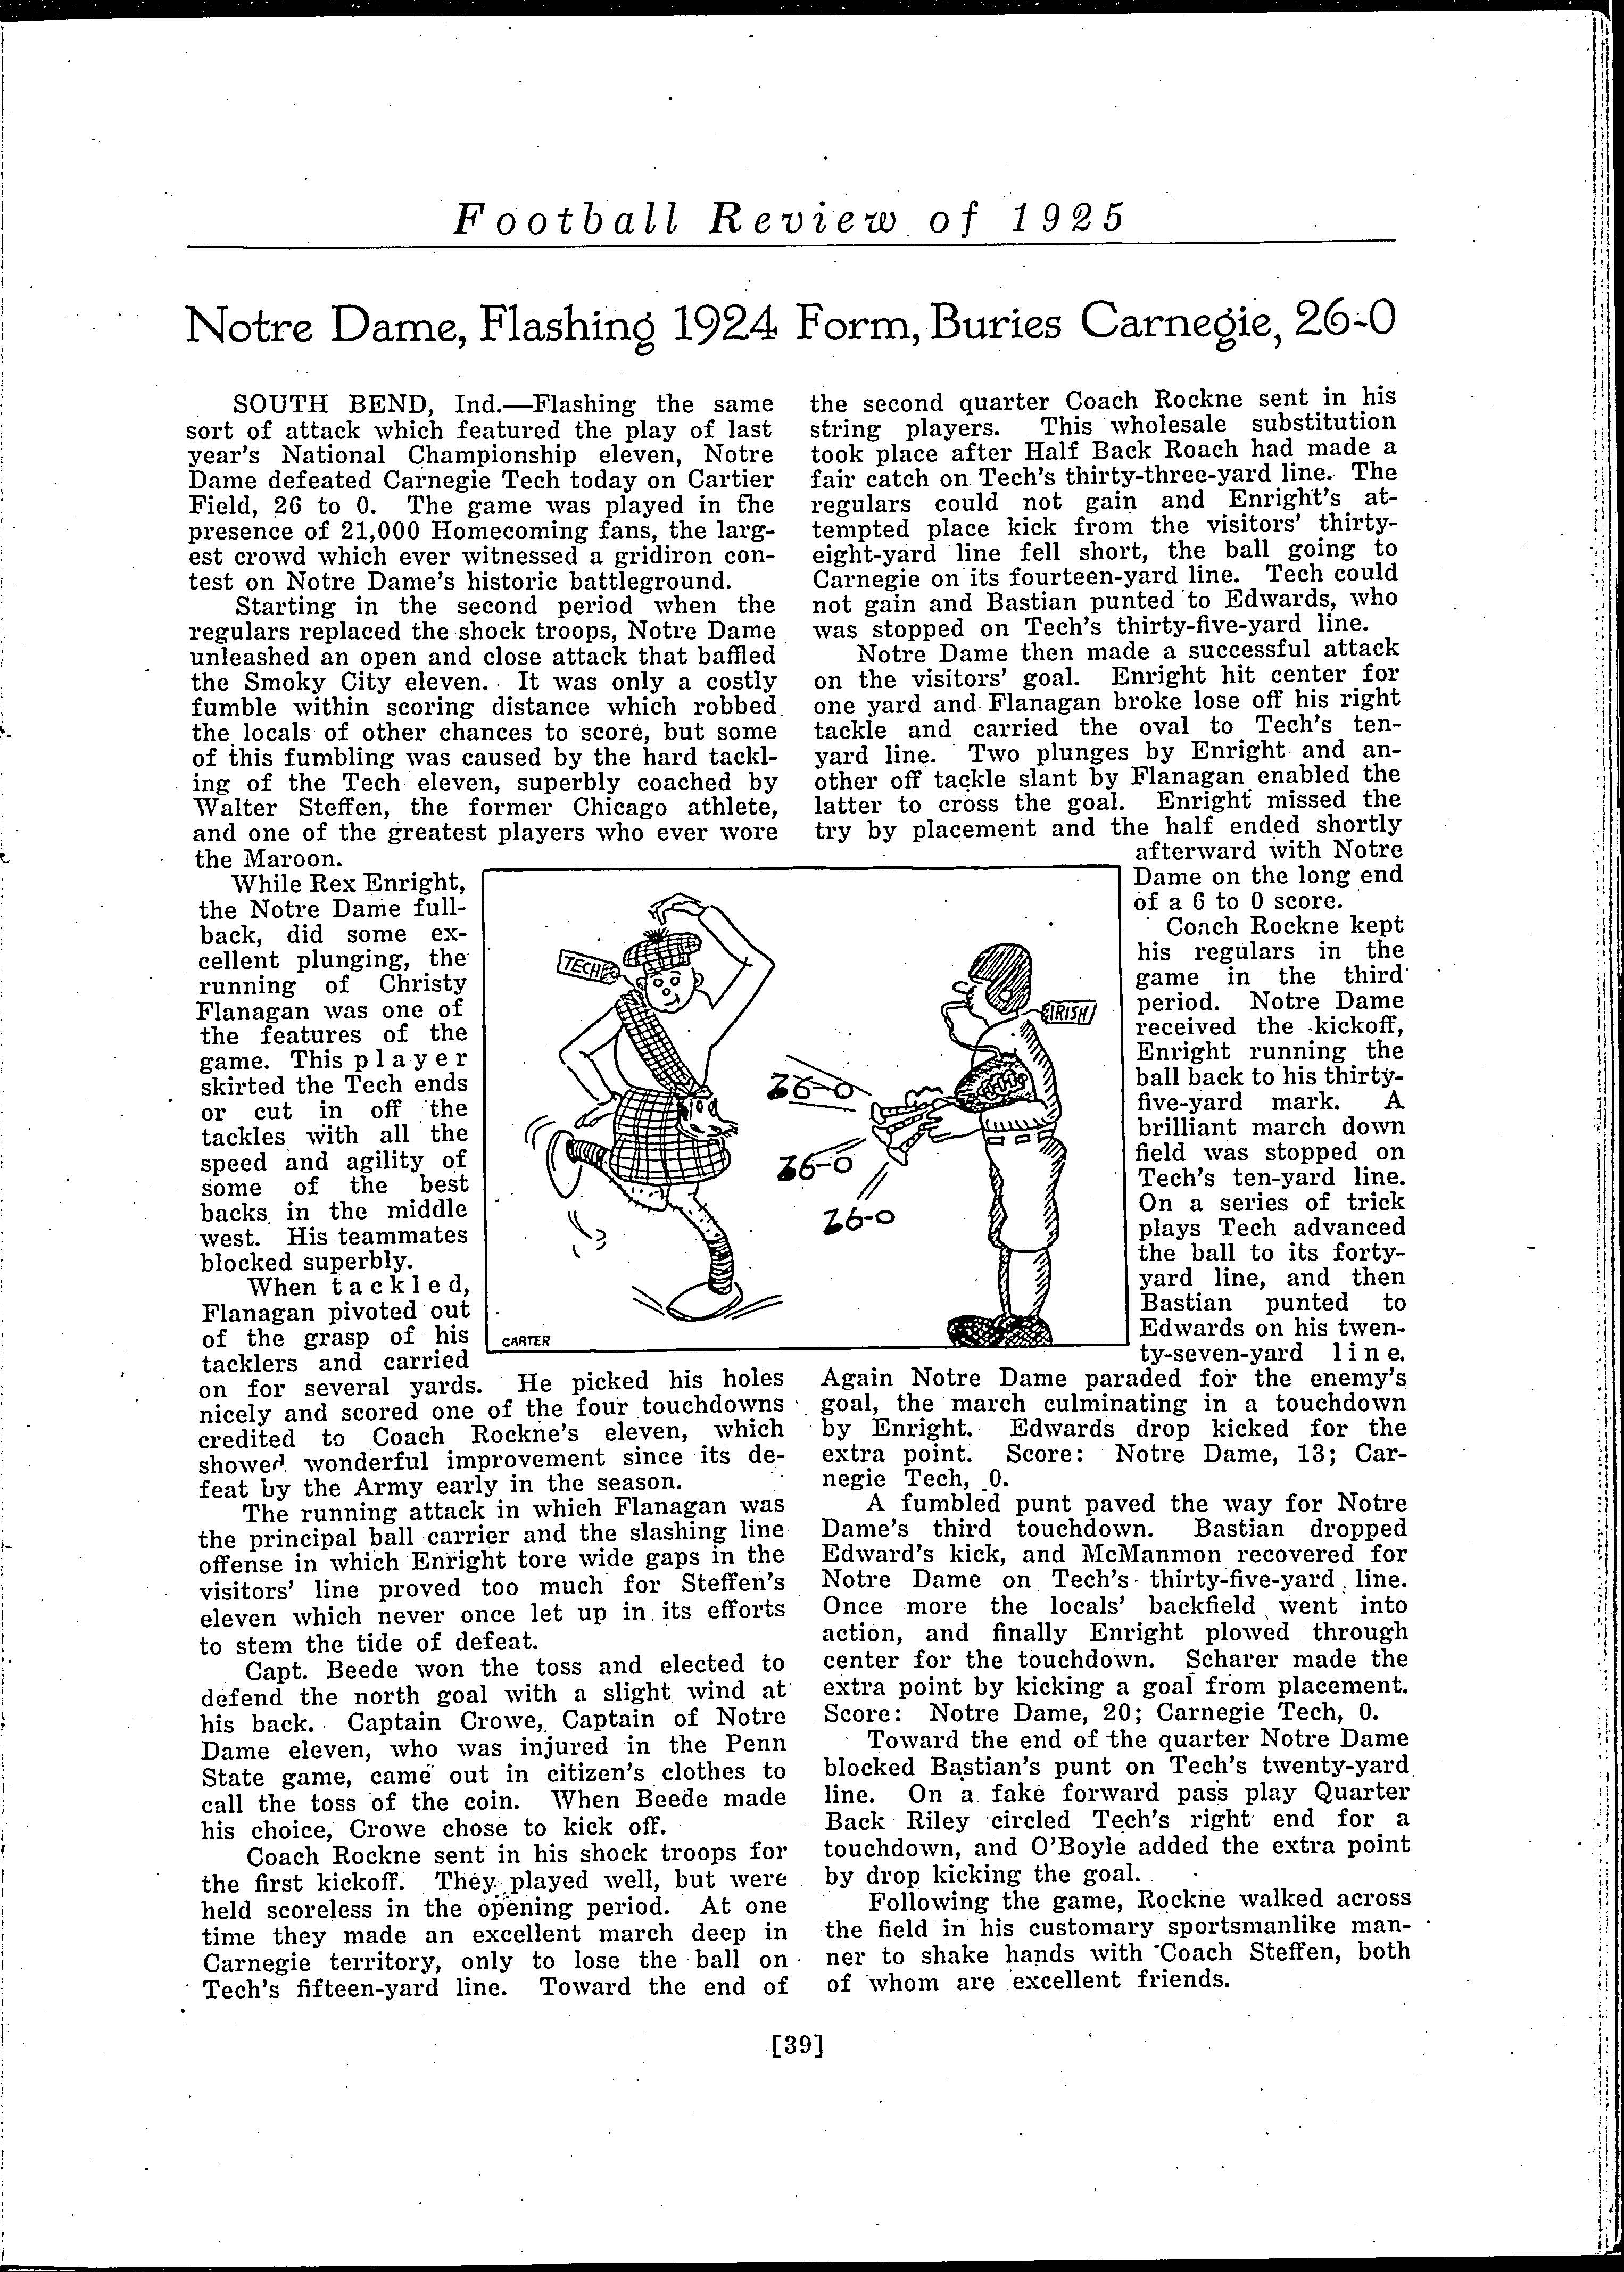 Football Review of 1925
Notre Dame, Flashing 1924 Form, Buries Carnegie, 26-0
SOUTH BEND, Ind.—Flashing the same
sort of attack which featured the play of last
year's National Championship eleven, Notre
Dame defeated Carnegie Tech today on Cartier
Field, 26 to 0. The game was played in the
presence of 21,000 Homecoming fans, the larg-
est crowd which ever witnessed a gridiron con-
test on Notre Dame's historic battleground.
Starting in the second period when the
regulars replaced the shock troops, Notre Dame
unleashed an open and close attack that baffled
the Smoky City eleven. It was only a costly
fumble within scoring distance which robbed
the locals of other chances to score, but some
of this fumbling was caused by the hard tackl-
ing of the Tech eleven, superbly coached by
Walter Steffen, the former Chicago athlete,
and one of the greatest players who ever wore
the Maroon.
While Rex Enright,
the Notre Dame full-
back, did some ex-
cellent plunging, the
running of Christy
Flanagan was one of
the features of the
game. This player
skirted the Tech ends
or cut in off the
tackles with all the
speed and agility of
some of the best
backs in the middle
west. His teammates
blocked superbly.
When tackled,
Flanagan pivoted out
of the grasp of his
tacklers and carried
on for several yards. He picked his holes
nicely and scored one of the four touchdowns
credited to Coach Rockne's eleven, which
showed wonderful improvement since its de-
feat by the Army early in the season.
The running attack in which Flanagan was
the principal ball carrier and the slashing line
offense in which Enright tore wide gaps in the
visitors' line proved too much for Steffen's
eleven which never once let up in its efforts
to stem the tide of defeat.
Capt. Beede won the toss and elected to
defend the north goal with a slight wind at
his back. Captain Crowe, Captain of Notre
Dame eleven, who was injured in the Penn
State game, came out in citizen's clothes to
call the toss of the coin. When Beede made
his choice, Crowe chose to kick off.
Coach Rockne sent in his shock troops for
the first kickoff. They played well, but were
held scoreless in the opening period. At one
time they made an excellent march deep in
Carnegie territory, only to lose the ball on
Tech's fifteen-yard line. Toward the end of
the second quarter Coach Rockne sent in his
string players. This wholesale substitution
took place after Half Back Roach had made a
fair catch on Tech's thirty-three-yard line. The
regulars could not gain and Enright's at-
tempted place kick from the visitors' thirty-
eight-yard line fell short, the ball going to
Carnegie on its fourteen-yard line. Tech could
not gain and Bastian punted to Edwards, who
was stopped on Tech's thirty-five-yard line.
Notre Dame then made a successful attack
on the visitors' goal. Enright hit center for
one yard and Flanagan broke lose off his right
tackle and carried the oval to Tech's ten-
yard line. Two plunges by Enright and an-
other off tackle slant by Flanagan enabled the
latter to cross the goal. Enright missed the
try by placement and the half ended shortly
afterward with Notre
Dame on the long end
of a 6 to 0 score.
Coach Rockne kept
his regulars in the
game in the third
period. Notre Dame
received the kickoff,
Enright running the
ball back to his thirty-
five-yard mark. A
brilliant march down
field was stopped on
Tech's ten-yard line.
On a series of trick
plays Tech advanced
the ball to its forty-
yard line, and then
Bastian punted to
Edwards on his twen-
ty-seven-yard line.
Again Notre Dame paraded for the enemy's
goal, the march culminating in a touchdown
by Enright. Edwards drop kicked for the
extra point. Score: Notre Dame, 13; Car-
negie Tech, 0.
A fumbled punt paved the way for Notre
Dame's third touchdown. Bastian dropped
Edward's kick, and McManmon recovered for
Notre Dame on Tech's thirty-five-yard line.
Once more the locals' backfield went into
action, and finally Enright plowed through
center for the touchdown. Scharer made the
extra point by kicking a goal from placement.
Score: Notre Dame, 20; Carnegie Tech, 0.
Toward the end of the quarter Notre Dame
blocked Bastian's punt on Tech's twenty-yard
line. On a fake forward pass play Quarter
Back Riley circled Tech's right end for a
touchdown, and O'Boyle added the extra point
by drop kicking the goal.
Following the game, Rockne walked across
the field in his customary sportsmanlike man-
ner to shake hands with Coach Steffen, both
of whom are excellent friends.
TECH
IRISH
26-0
26-0
26-0
CARTER
[39]